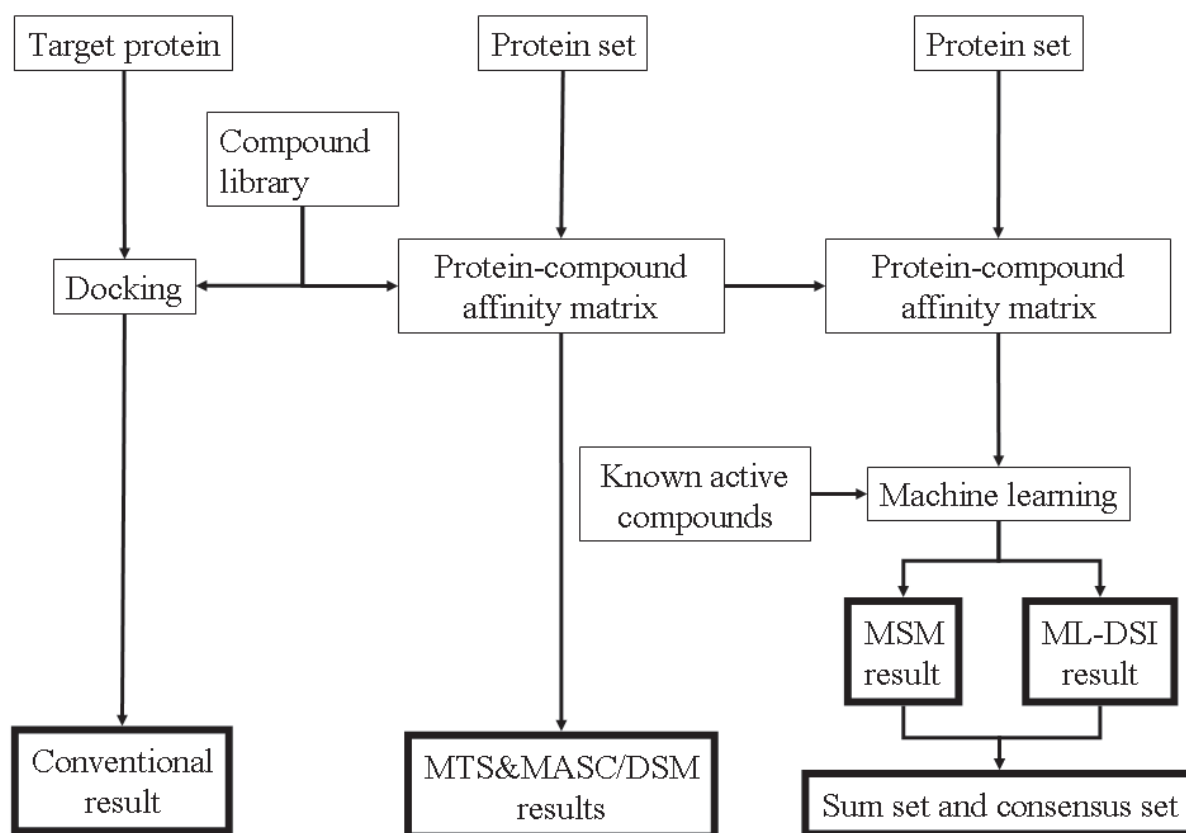 Target protein
Protein set
Protein set
Compound
library
Docking
Protein-compound
affinity matrix
Protein-compound
affinity matrix
Known active
compounds
Machine learning
MSM
result
ML-DSI
result
Conventional
result
MTS&MASC/DSM
results
Sum set and consensus set